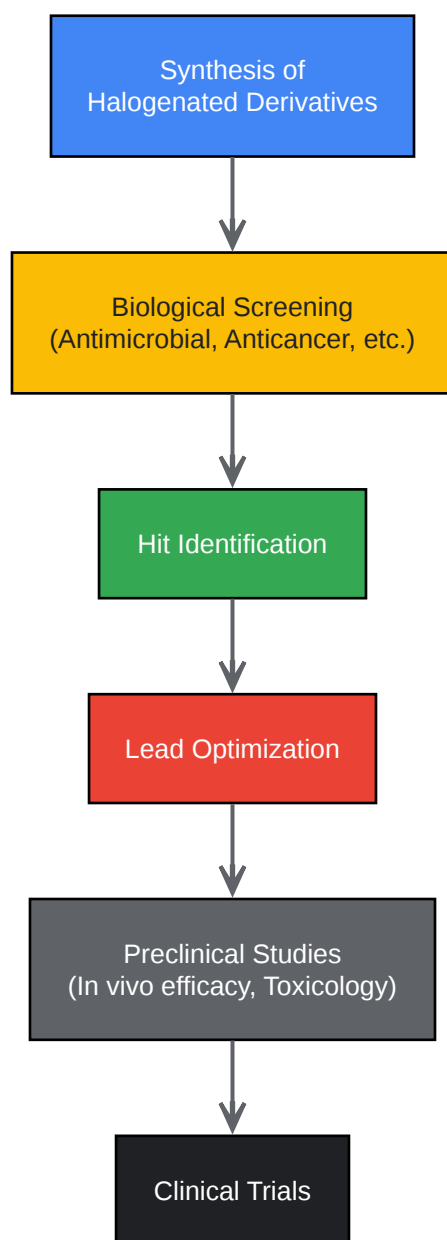 Synthesis of
Halogenated Derivatives
Biological Screening
(Antimicrobial, Anticancer, etc.)
Hit Identification
Lead Optimization
Preclinical Studies
(In vivo efficacy, Toxicology)
Clinical Trials